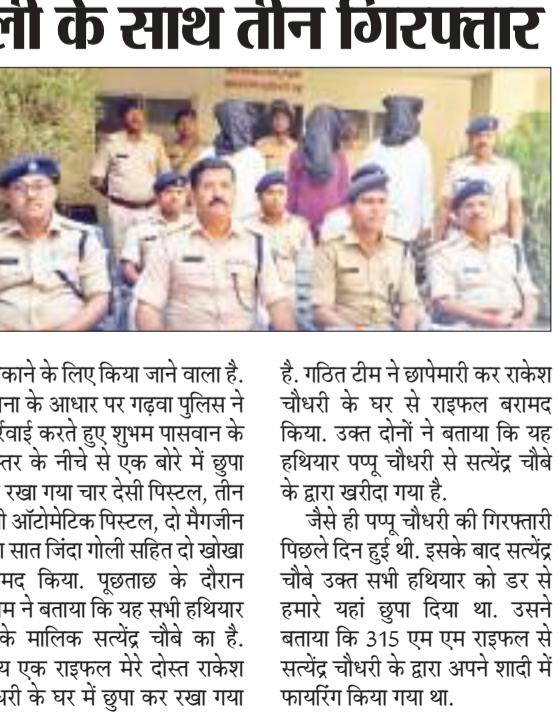 ली के साथ तीन गिरफ्तार
काने के लिए किया जाने वाला है.
ना के आधार पर गढ़वा पुलिस ने
र्रवाई करते हुए शुभम पासवान के
स्तर के नीचे से एक बोरे में छुपा
रखा गया चार देसी पिस्टल, तीन
ी ऑटोमेटिक पिस्टल, दो मैगजीन
ा सात जिंदा गोली सहित दो खोखा
ामद किया. पूछताछ के दौरान
म ने बताया कि यह सभी हथियार
के मालिक सत्येंद्र चौबे का है.
य एक राइफल मेरे दोस्त राकेश
धरी के घर में छुपा कर रखा गया
है. गठित टीम ने छापेमारी कर राकेश
चौधरी के घर से राइफल बरामद
किया. उक्त दोनों ने बताया कि यह
हथियार पप्पू चौधरी से सत्येंद्र चौबे
के द्वारा खरीदा गया है.
जैसे ही पप्पू चौधरी की गिरफ्तारी
पिछले दिन हुई थी. इसके बाद सत्येंद्र
चौबे उक्त सभी हथियार को डर से
हमारे यहां छुपा दिया था. उसने
बताया कि 315 एम एम राइफल से
सत्येंद्र चौधरी के द्वारा अपने शादी में
फायरिंग किया गया था.